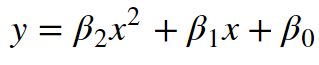 y = β₂x² + β₁x + β₀